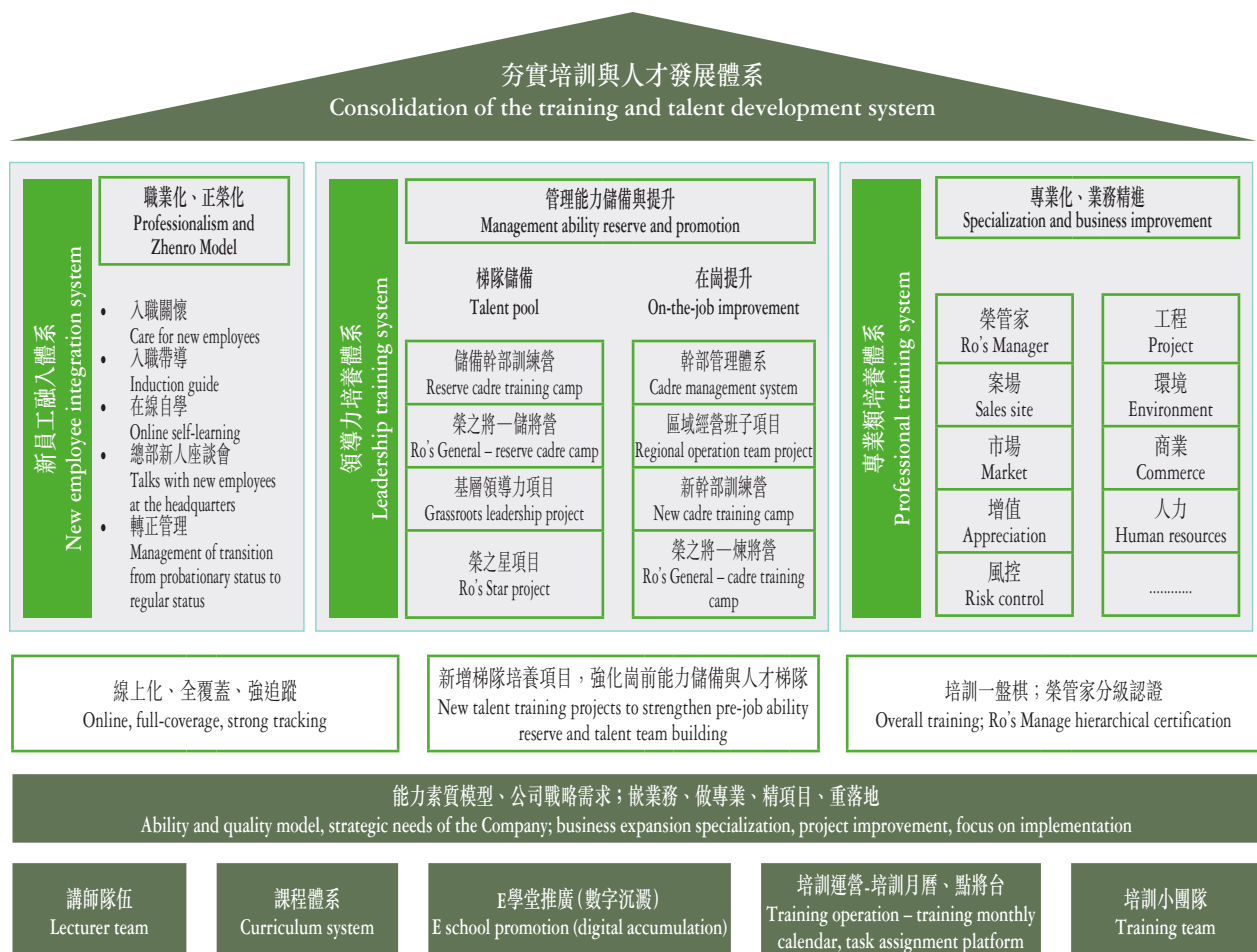 夯實培訓與人才發展體系
Consolidation of the training and talent development system
新員工融入體系
New employee integration system
職業化、正榮化
Professionalism and
Zhenro Model
• 入職關懷
Care for new employees
• 入職帶導
Induction guide
• 在線自學
Online self-learning
• 總部新人座談會
Talks with new employees
at the headquarters
• 轉正管理
Management of transition
from probationary status to
regular status
領導力培養體系
Leadership training system
管理能力儲備與提升
Management ability reserve and promotion
梯隊儲備
Talent pool
儲備幹部訓練營
Reserve cadre training camp
榮之將—儲將營
Ro's General – reserve cadre camp
基層領導力項目
Grassroots leadership project
榮之星項目
Ro's Star project
在崗提升
On-the-job improvement
幹部管理體系
Cadre management system
區域經營班子項目
Regional operation team project
新幹部訓練營
New cadre training camp
榮之將—煉將營
Ro's General – cadre training
camp
專業類培養體系
Professional training system
專業化、業務精進
Specialization and business improvement
榮管家
Ro's Manager
案場
Sales site
市場
Market
增值
Appreciation
風控
Risk control
工程
Project
環境
Environment
商業
Commerce
人力
Human resources
............
線上化、全覆蓋、強追蹤
Online, full-coverage, strong tracking
新增梯隊培養項目，強化崗前能力儲備與人才梯隊
New talent training projects to strengthen pre-job ability
reserve and talent team building
培訓一盤棋；榮管家分級認證
Overall training; Ro's Manage hierarchical certification
能力素質模型、公司戰略需求；嵌業務、做專業、精項目、重落地
Ability and quality model, strategic needs of the Company; business expansion specialization, project improvement, focus on implementation
講師隊伍
Lecturer team
課程體系
Curriculum system
E學堂推廣（數字沉澱）
E school promotion (digital accumulation)
培訓運營-培訓月曆、點將台
Training operation – training monthly
calendar, task assignment platform
培訓小團隊
Training team